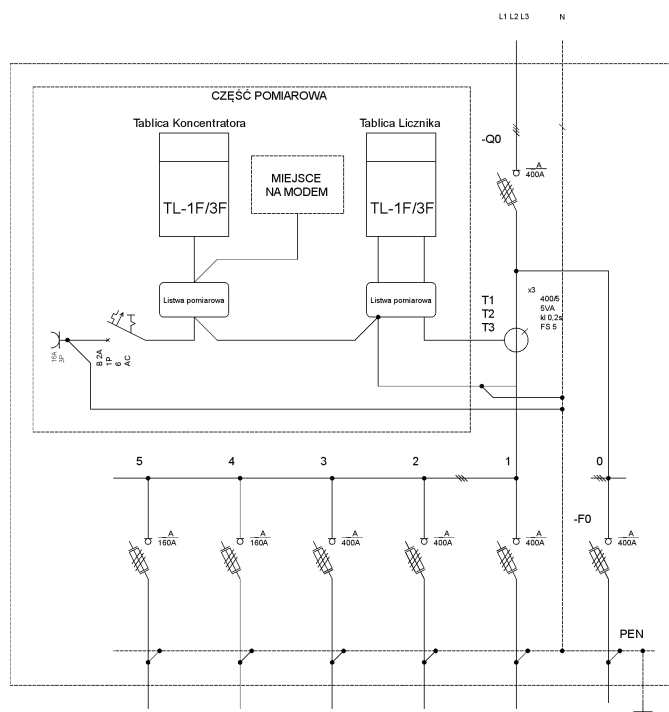 L1 L2 L3 N
CZĘŚĆ POMIAROWA
Tablica Koncentratora
Tablica Licznika
-Q0
A
400A
MIEJSCE
NA MODEM
TL-1F/3F
TL-1F/3F
Listwa pomiarowa
Listwa pomiarowa
T1
T2
T3
x3
400/5
5VA
kl 0,2s
FS 5
16A
3P
B 2A
1P
6
AC
5 4 3 2 1 0
-F0
A
160A
A
160A
A
400A
A
400A
A
400A
A
400A
PEN